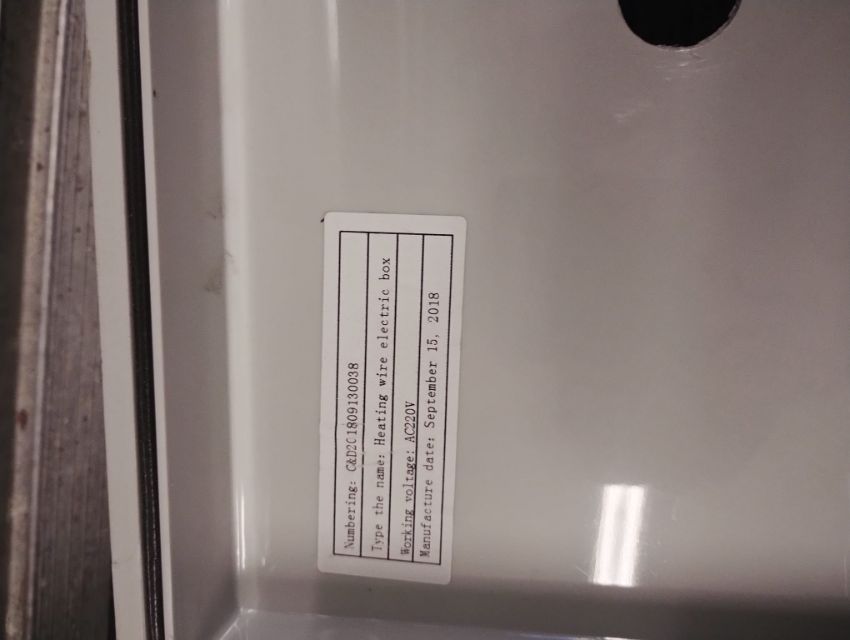 Numbering: C&D2C1809130038
Type the name: Heating wire electric box
Working voltage: AC220V
Manufacture date: September 15, 2018